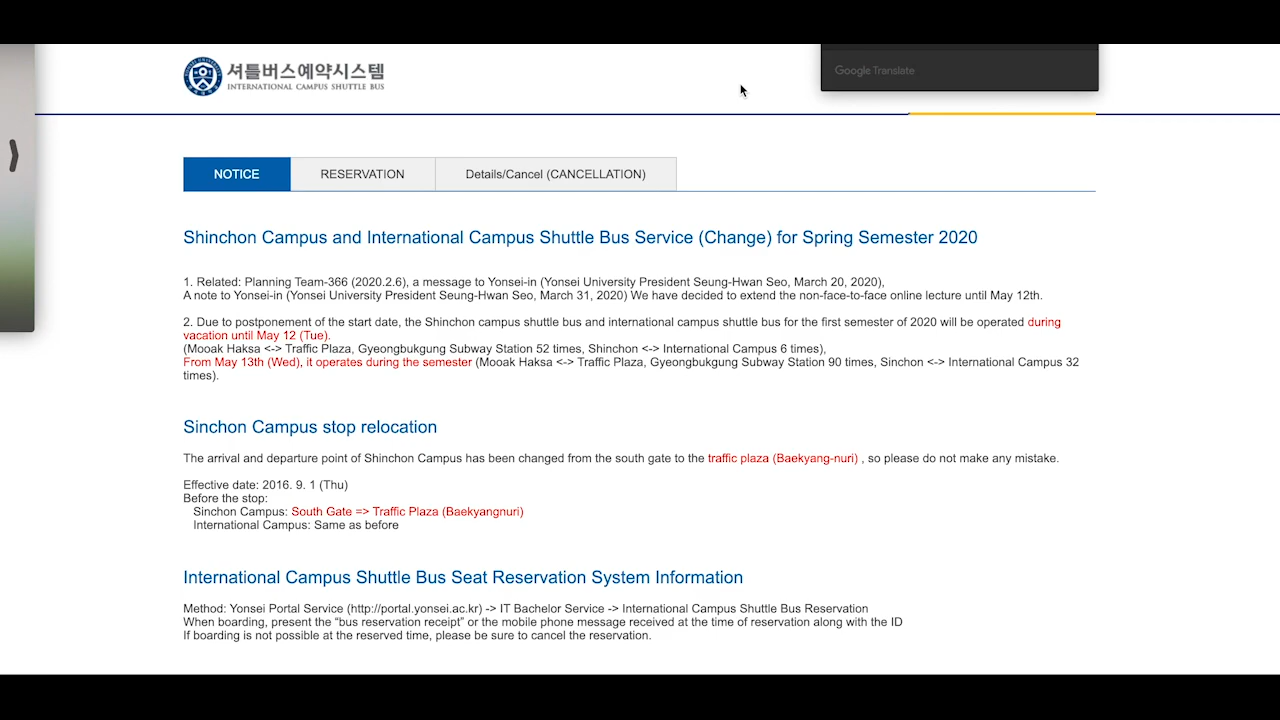 셔틀버스예약시스템
INTERNATIONAL CAMPUS SHUTTLE BUS
Google Translate
NOTICE
RESERVATION
Details/Cancel (CANCELLATION)
Shinchon Campus and International Campus Shuttle Bus Service (Change) for Spring Semester 2020
1. Related: Planning Team-366 (2020.2.6), a message to Yonsei-in (Yonsei University President Seung-Hwan Seo, March 20, 2020),
A note to Yonsei-in (Yonsei University President Seung-Hwan Seo, March 31, 2020) We have decided to extend the non-face-to-face online lecture until May 12th.
2. Due to postponement of the start date, the Shinchon campus shuttle bus and international campus shuttle bus for the first semester of 2020 will be operated during
vacation until May 12 (Tue).
(Mooak Haksa <-> Traffic Plaza, Gyeongbukgung Subway Station 52 times, Shinchon <-> International Campus 6 times),
From May 13th (Wed), it operates during the semester (Mooak Haksa <-> Traffic Plaza, Gyeongbukgung Subway Station 90 times, Sinchon <-> International Campus 32
times).
Sinchon Campus stop relocation
The arrival and departure point of Shinchon Campus has been changed from the south gate to the traffic plaza (Baekyang-nuri) , so please do not make any mistake.
Effective date: 2016. 9. 1 (Thu)
Before the stop:
Sinchon Campus: South Gate => Traffic Plaza (Baekyangnuri)
International Campus: Same as before
International Campus Shuttle Bus Seat Reservation System Information
Method: Yonsei Portal Service (http://portal.yonsei.ac.kr) -> IT Bachelor Service -> International Campus Shuttle Bus Reservation
When boarding, present the “bus reservation receipt” or the mobile phone message received at the time of reservation along with the ID
If boarding is not possible at the reserved time, please be sure to cancel the reservation.